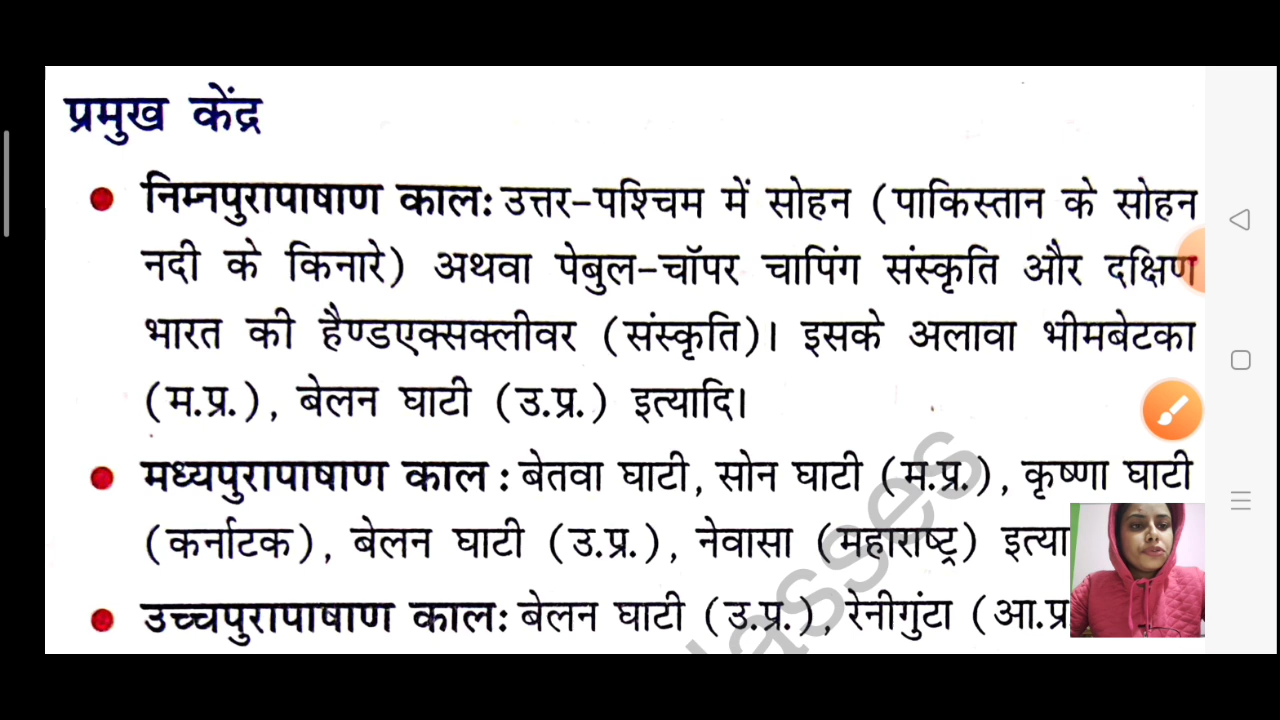 प्रमुख केंद्र
निम्नपुरापाषाण काल: उत्तर-पश्चिम में सोहन (पाकिस्तान के सोहन
नदी के किनारे) अथवा पेबुल-चॉपर चापिंग संस्कृति और दक्षिण
भारत की हैण्डएक्सक्लीवर (संस्कृति)। इसके अलावा भीमबेटका
(म.प्र.), बेलन घाटी (उ.प्र.) इत्यादि।
मध्यपुरापाषाण काल : बेतवा घाटी, सोन घाटी (म.प्र.), कृष्णा घाटी
(कर्नाटक), बेलन घाटी (उ.प्र.), नेवासा (महाराष्ट्र)
उच्चपुरापाषाण काल: बेलन घाटी (उ.प्र.), रेनीगुंटा (आ.प्र